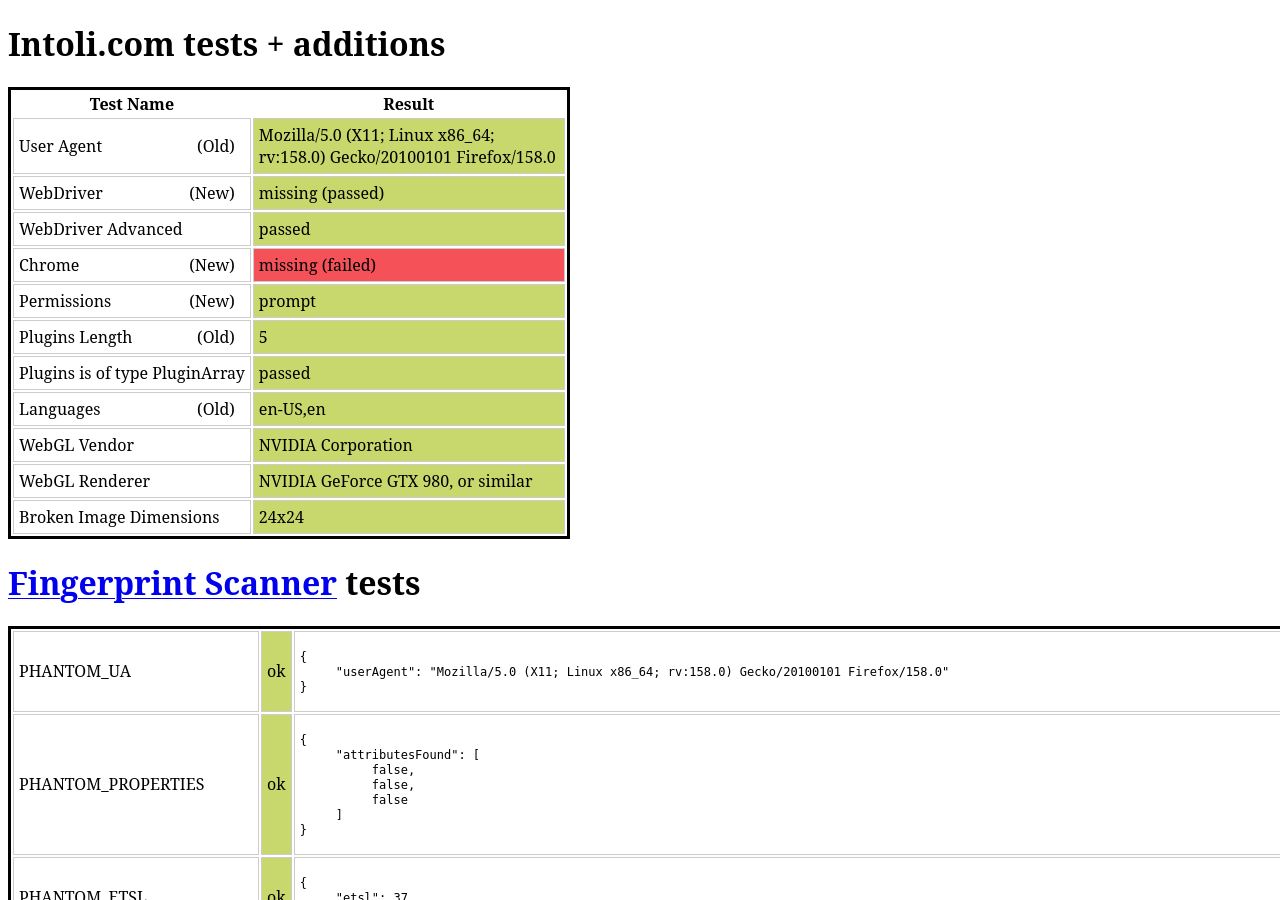 Intoli.com tests + additions
Test Name Result
User Agent (Old) Mozilla/5.0 (X11; Linux x86_64;
rv:158.0) Gecko/20100101 Firefox/158.0
WebDriver (New) missing (passed)
WebDriver Advanced passed
Chrome (New) missing (failed)
Permissions (New) prompt
Plugins Length (Old) 5
Plugins is of type PluginArray passed
Languages (Old) en-US,en
WebGL Vendor NVIDIA Corporation
WebGL Renderer NVIDIA GeForce GTX 980, or similar
Broken Image Dimensions 24x24
Fingerprint Scanner tests
PHANTOM_UA ok {
"userAgent": "Mozilla/5.0 (X11; Linux x86_64; rv:158.0) Gecko/20100101 Firefox/158.0"
}
PHANTOM_PROPERTIES ok {
"attributesFound": [
false,
false,
false
]
}
PHANTOM_ETSL ok {
"etsl": 37